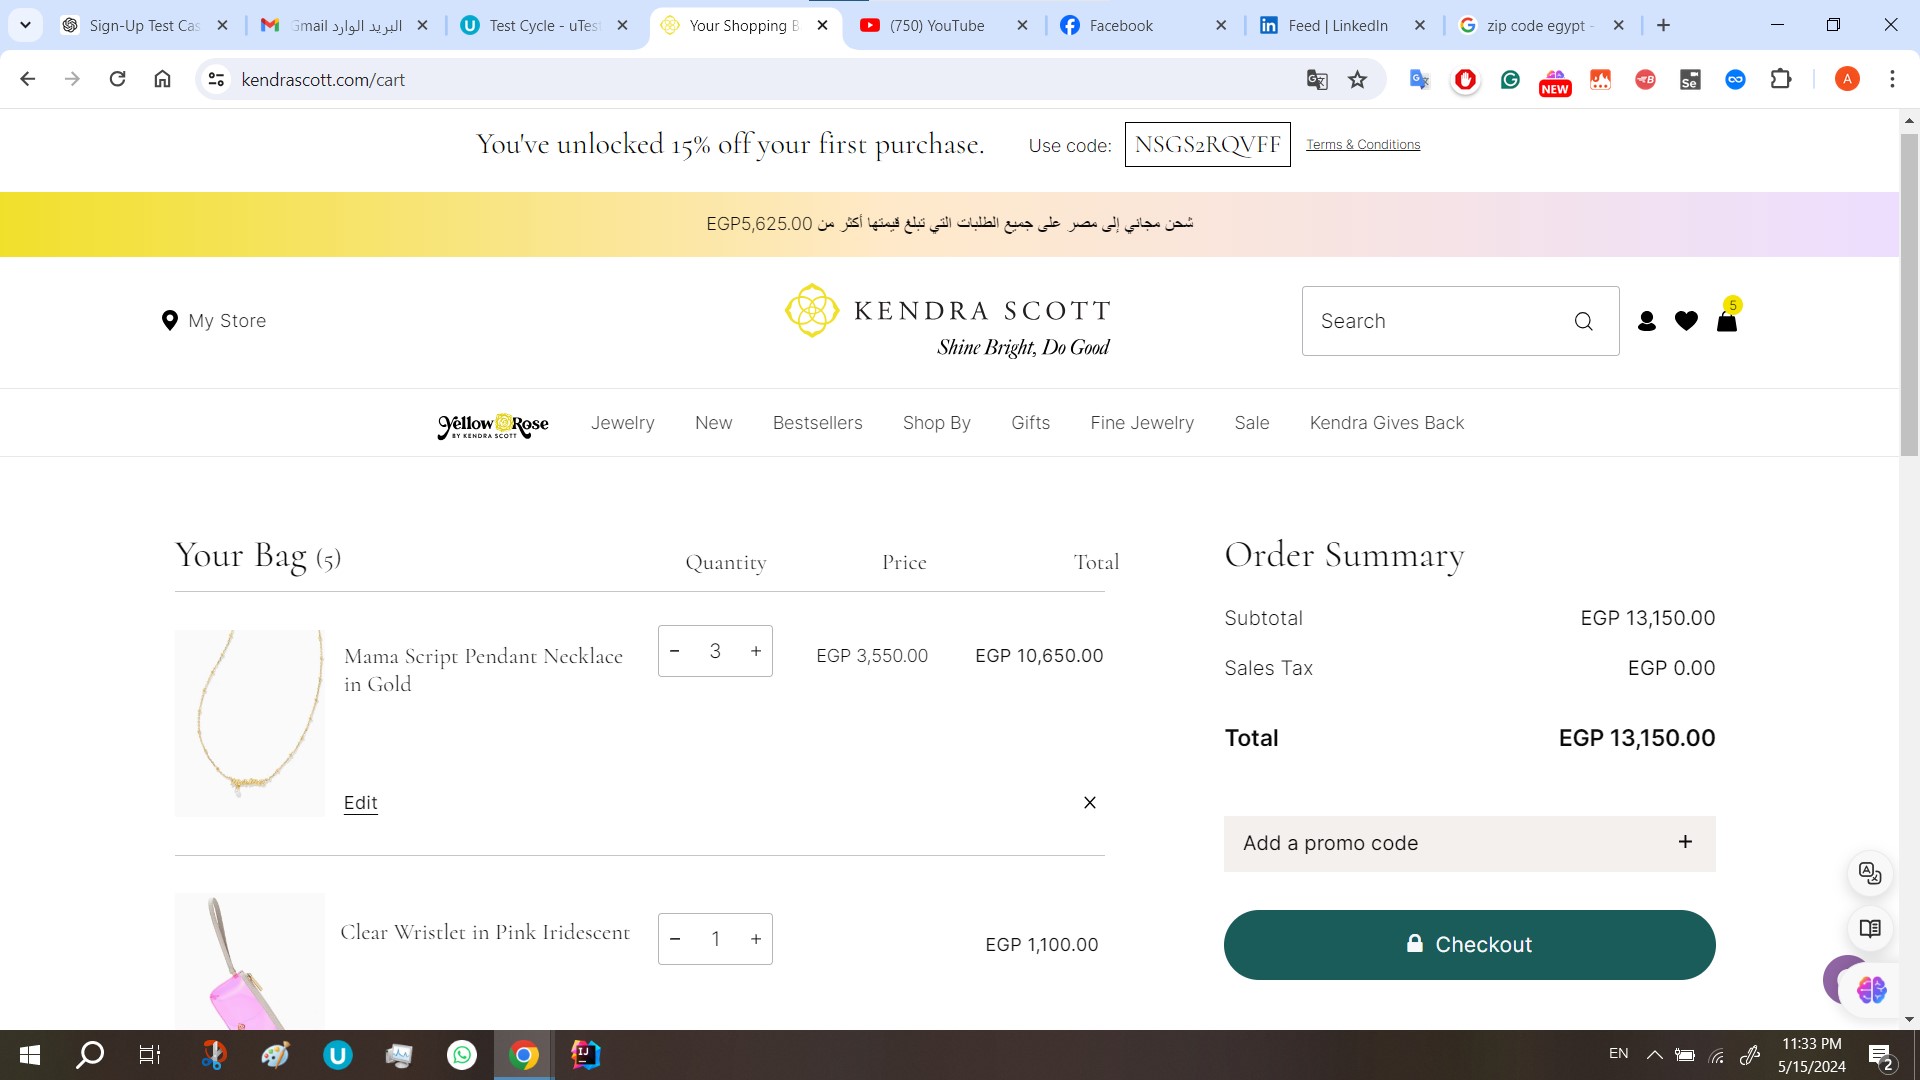 Sign-Up Test Cas
Gmail البريد الوارد
Test Cycle - uTest
Your Shopping B
(750) YouTube
Facebook
Feed | LinkedIn
zip code egypt -
kendrascott.com/cart
NEW
A
You've unlocked 15% off your first purchase.
Use code:
NSGS2RQVFF
Terms & Conditions
شحن مجاني إلى مصر على جميع الطلبات التي تبلغ قيمتها أكثر من EGP5,625.00
My Store
KENDRA SCOTT
Shine Bright, Do Good
Search
5
Yellow Rose
BY KENDRA SCOTT
Jewelry
New
Bestsellers
Shop By
Gifts
Fine Jewelry
Sale
Kendra Gives Back
Your Bag (5)
Quantity
Price
Total
Mama Script Pendant Necklace
in Gold
- 3 +
EGP 3,550.00
EGP 10,650.00
Edit
Clear Wristlet in Pink Iridescent
- 1 +
EGP 1,100.00
Order Summary
Subtotal
EGP 13,150.00
Sales Tax
EGP 0.00
Total
EGP 13,150.00
Add a promo code
+
Checkout
EN
11:33 PM
5/15/2024
2